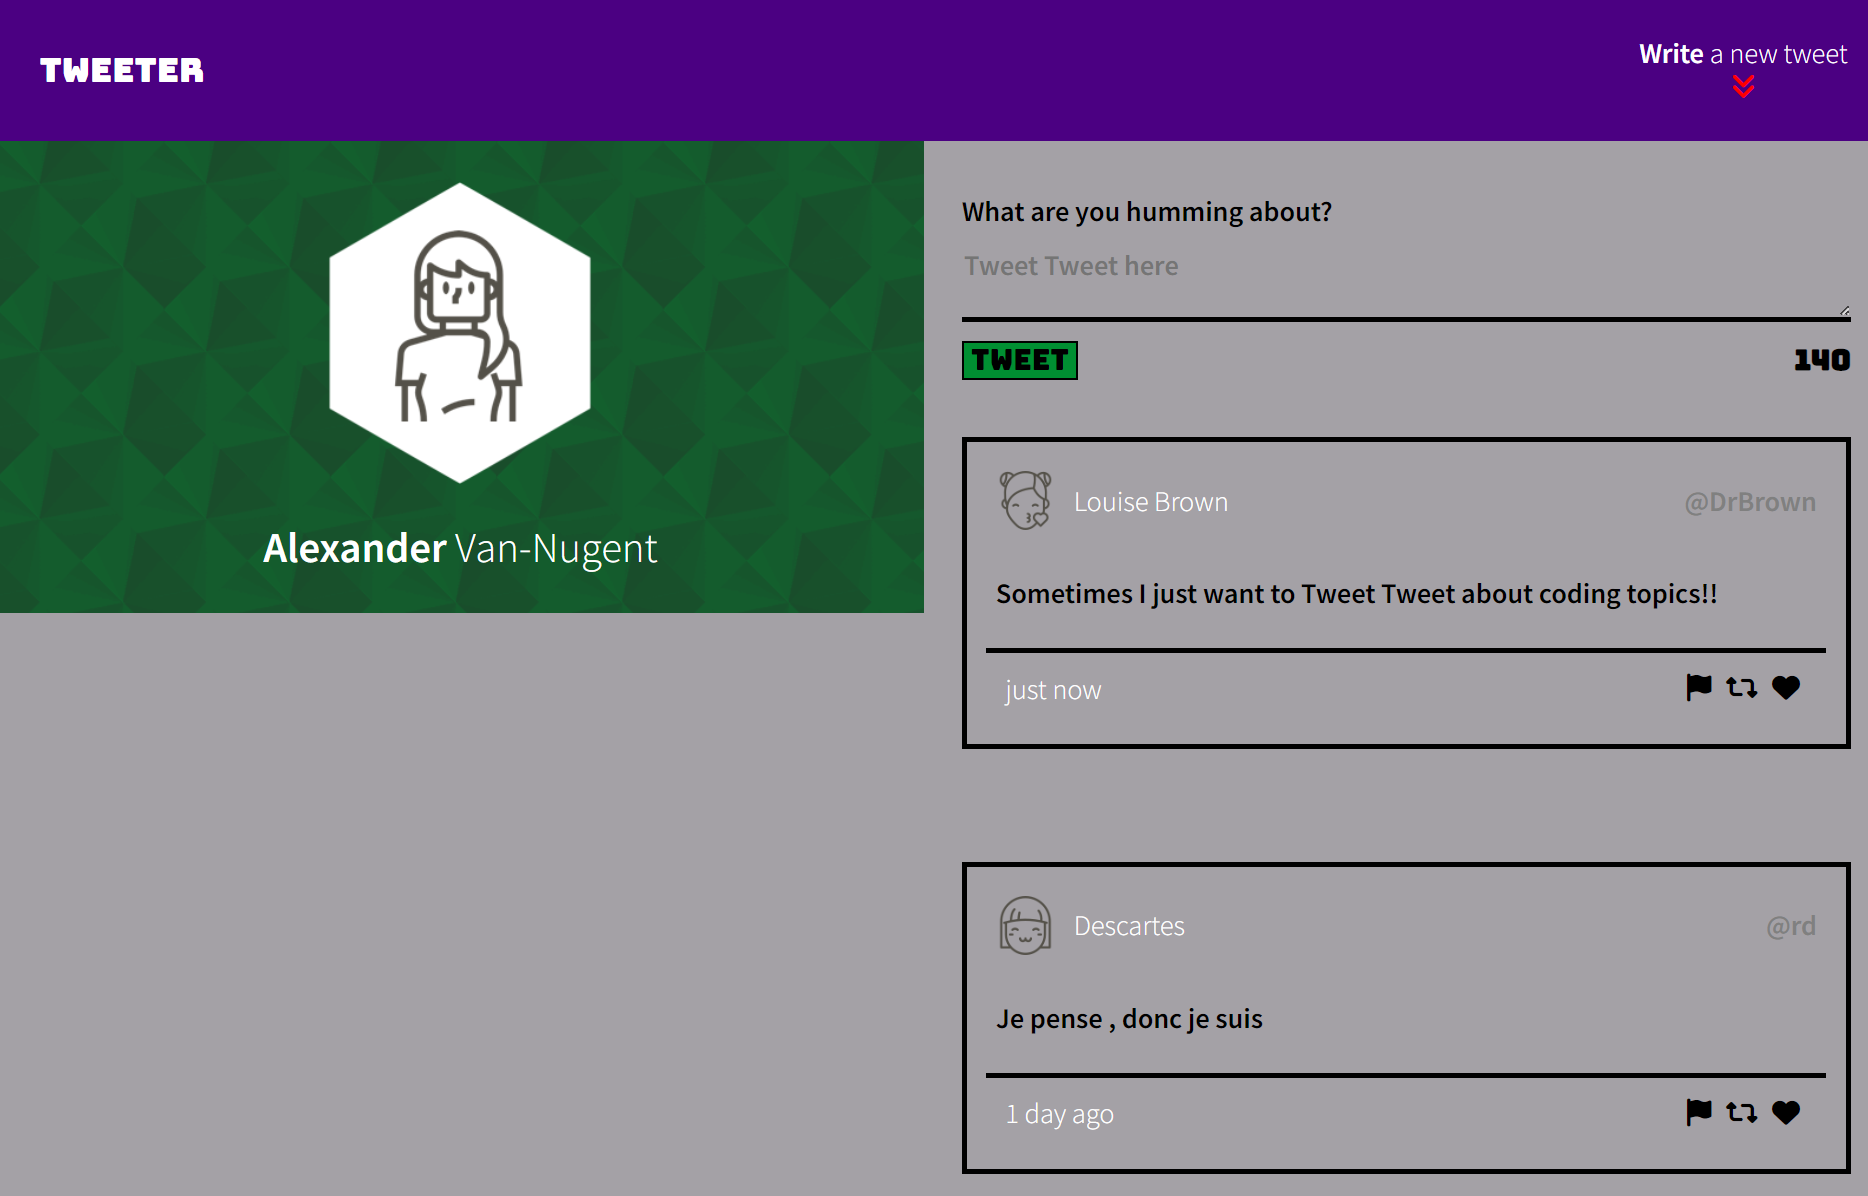 TWEETER
Write a new tweet
Alexander Van-Nugent
What are you humming about?
Tweet Tweet here
TWEET
140
Louise Brown
@DrBrown
Sometimes I just want to Tweet Tweet about coding topics!!
just now
Descartes
@rd
Je pense , donc je suis
1 day ago